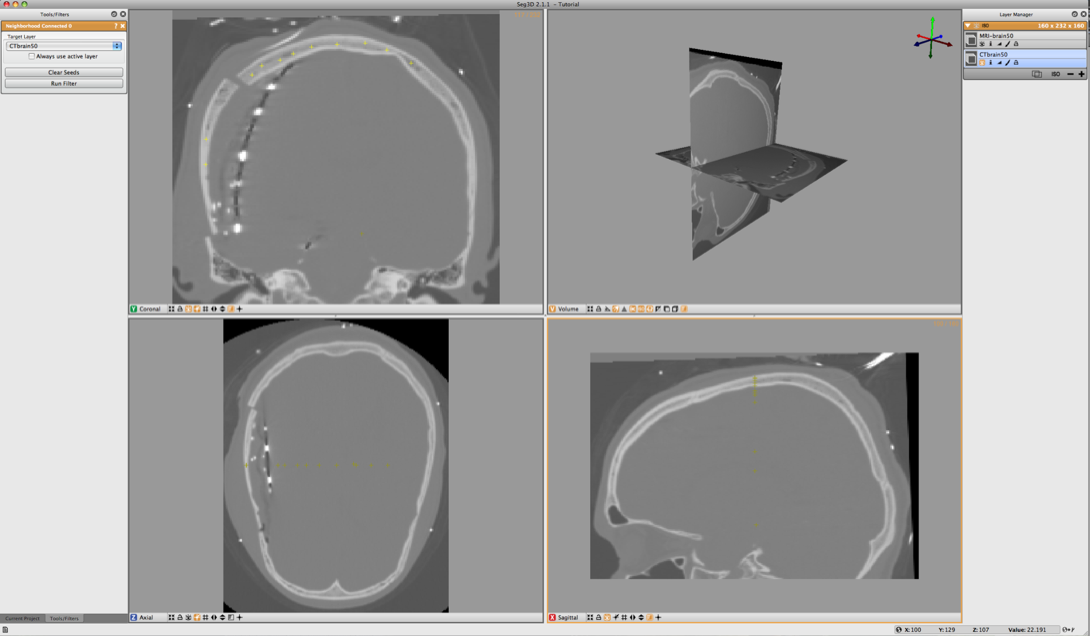 Seg3D 2.1.1 - Tutorial
Tools/Filters
Neighborhood Connected 0
Target Layer
CTbrain50
Always use active layer
Clear Seeds
Run Filter
Layer Manager
160 x 232 x 160
MRI-brain50
CTbrain50
ISO
Y Coronal
V Volume
Z Axial
X Sagittal
Current Project
Tools/Filters
X: 100 Y: 129 Z: 107 Value: 22.191